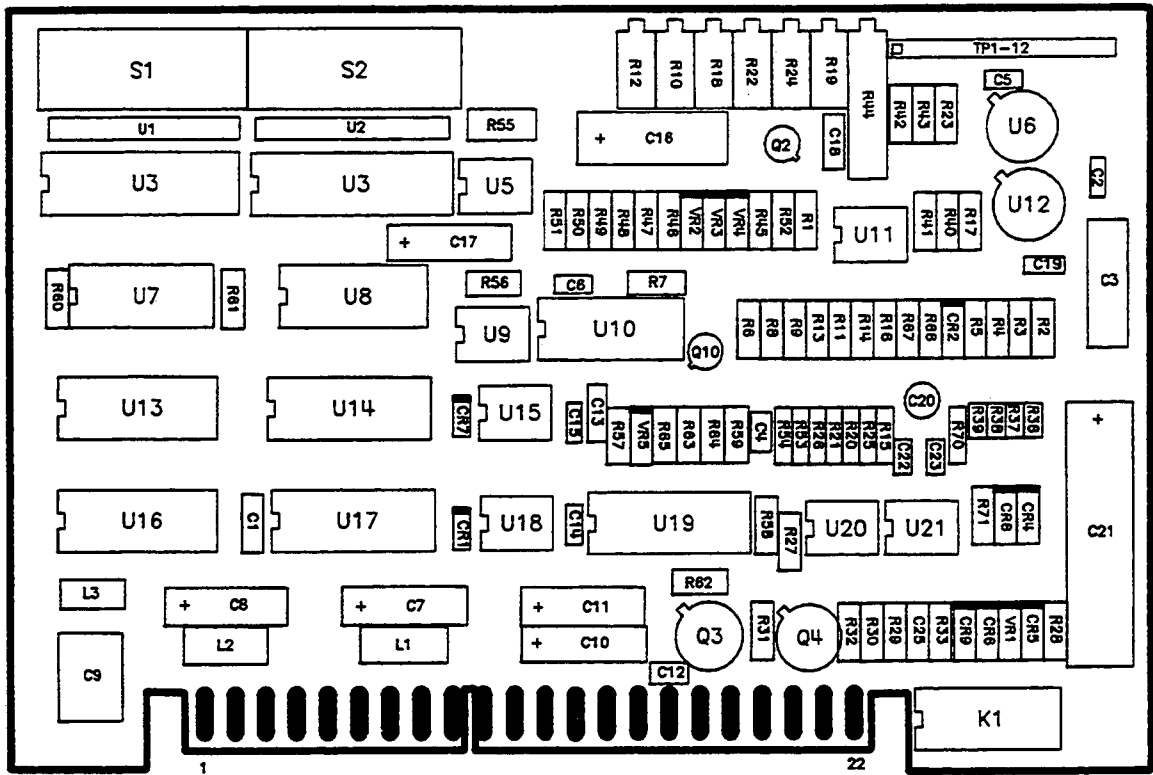 S1 S2
R12 R10 R18 R22 R24 R19 R44
TP1-12
C5
U1 U2 R55
+ C16
Q2 C18
R42 R43 R23
U6
U3 U3 U5
C2
R51 R50 R49 R48 R47 R46 VR2 VR3 VR4 R45 R52 R1
U11
R41 R40 R17
U12
+ C17
C19
C3
R60 U7 R61 U8
R56 C6 R7
U9 U10 Q10
R6 R8 R9 R13 R11 R14 R16 R67 R66 CR2 R5 R4 R3 R2
U13 U14 CR7 U15 C15 C13
R57 VR5 R65 R63 R64 R59 C4
R54 R53 R26 R21 R20 R25 R15
C20
C22 C23 R70
R39 R38 R37 R36
+
C21
U16 C1 U17 CR1 U18 C14 U19 R58 R27 U20 U21
R71 CR8 CR4
L3
+ C8
+ C7
+ C11
R62
L2 L1
+ C10
Q3 R31 Q4
R32 R30 R29 C25 R33 CR9 CR6 VR1 CR5 R28
C9
C12
K1
1 22